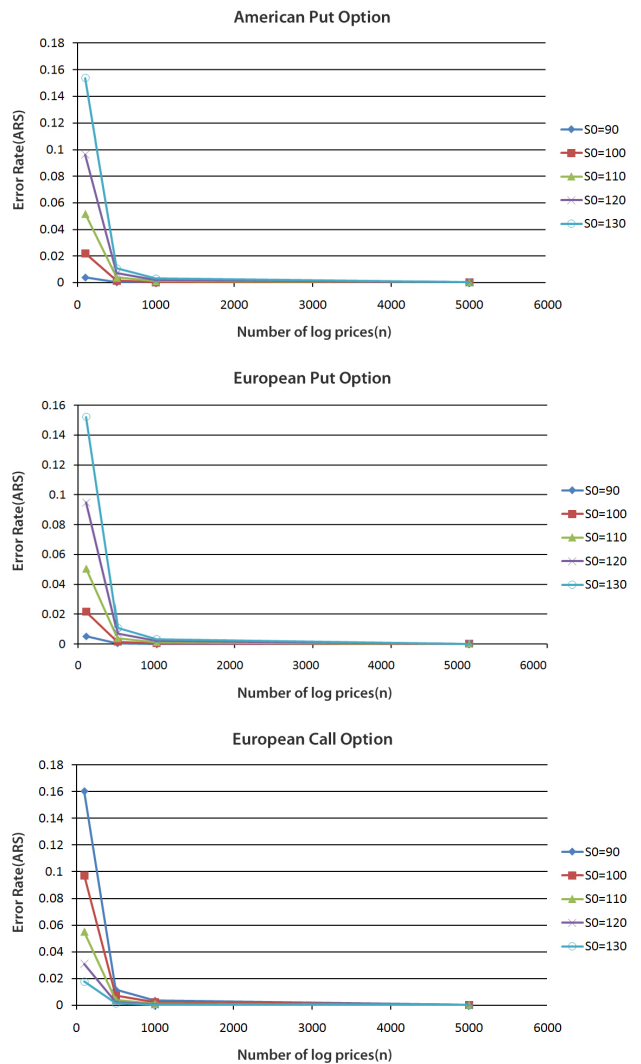 American Put Option
0.18
0.16
0.14
0.12
0.1
0.08
0.06
0.04
0.02
0
Error Rate(ARS)
0 1000 2000 3000 4000 5000 6000
Number of log prices(n)
S0=90
S0=100
S0=110
S0=120
S0=130
European Put Option
0.16
0.14
0.12
0.1
0.08
0.06
0.04
0.02
0
Error Rate(ARS)
0 1000 2000 3000 4000 5000 6000
Number of log prices(n)
S0=90
S0=100
S0=110
S0=120
S0=130
European Call Option
0.18
0.16
0.14
0.12
0.1
0.08
0.06
0.04
0.02
0
Error Rate(ARS)
0 1000 2000 3000 4000 5000 6000
Number of log prices(n)
S0=90
S0=100
S0=110
S0=120
S0=130